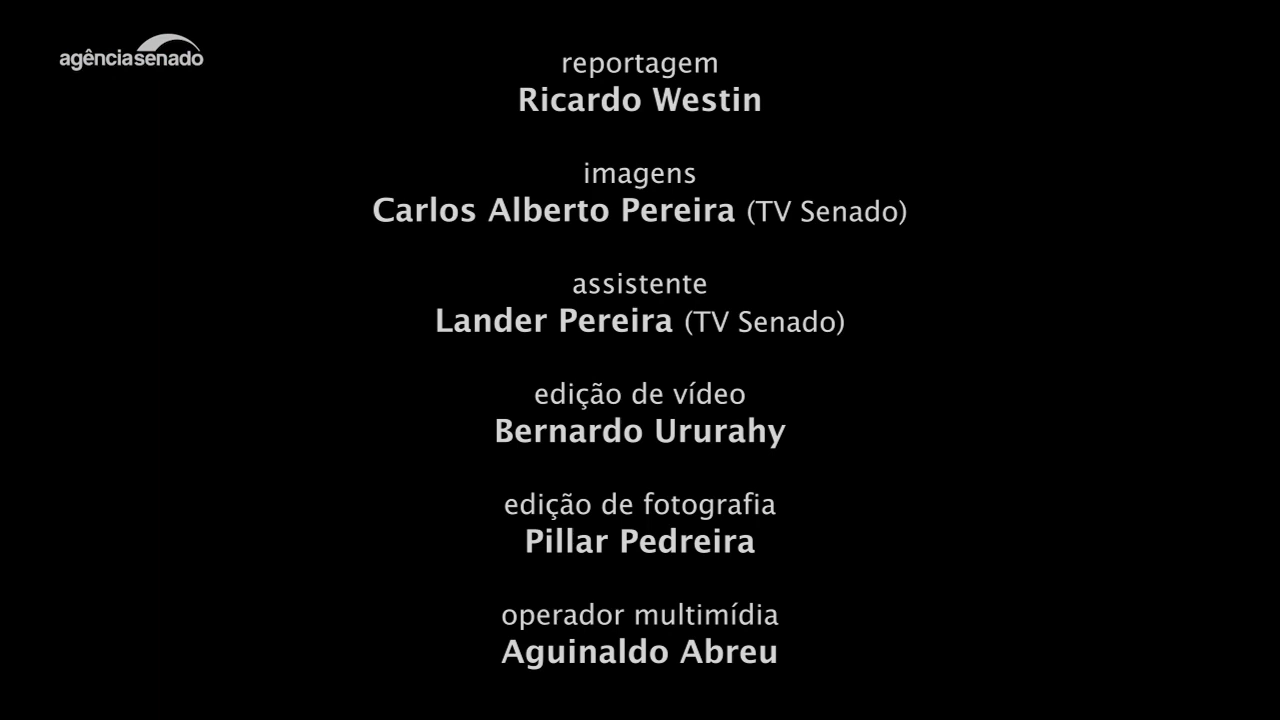 agênciasenado
reportagem
Ricardo Westin
imagens
Carlos Alberto Pereira (TV Senado)
assistente
Lander Pereira (TV Senado)
edição de vídeo
Bernardo Ururahy
edição de fotografia
Pillar Pedreira
operador multimídia
Aguinaldo Abreu